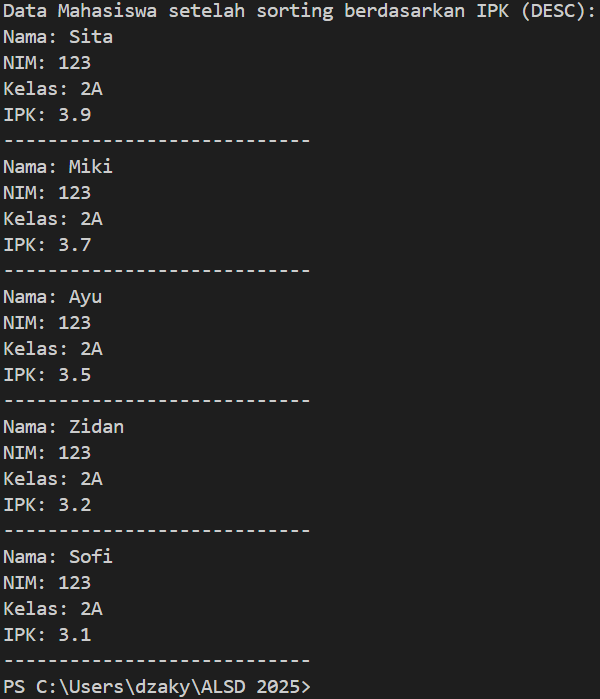 Data Mahasiswa setelah sorting berdasarkan IPK (DESC):
Nama: Sita
NIM: 123
Kelas: 2A
IPK: 3.9
----------------------------
Nama: Miki
NIM: 123
Kelas: 2A
IPK: 3.7
----------------------------
Nama: Ayu
NIM: 123
Kelas: 2A
IPK: 3.5
----------------------------
Nama: Zidan
NIM: 123
Kelas: 2A
IPK: 3.2
----------------------------
Nama: Sofi
NIM: 123
Kelas: 2A
IPK: 3.1
----------------------------
PS C:\Users\dzaky\ALSD 2025>